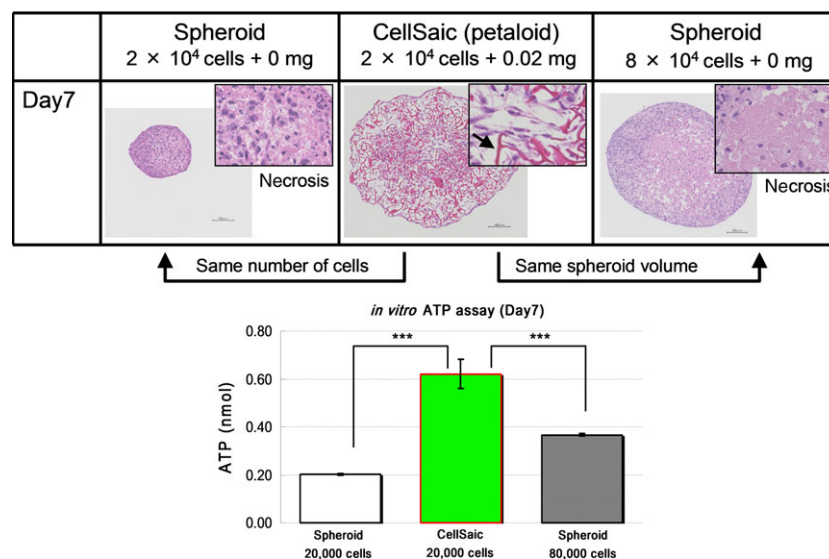 Spheroid
2 × 10⁴ cells + 0 mg
CellSaic (petaloid)
2 × 10⁴ cells + 0.02 mg
Spheroid
8 × 10⁴ cells + 0 mg
Day7
Necrosis
Necrosis
Same number of cells
Same spheroid volume
in vitro ATP assay (Day7)
ATP (nmol)
0.80
0.60
0.40
0.20
0.00
***
***
Spheroid
20,000 cells
CellSaic
20,000 cells
Spheroid
80,000 cells